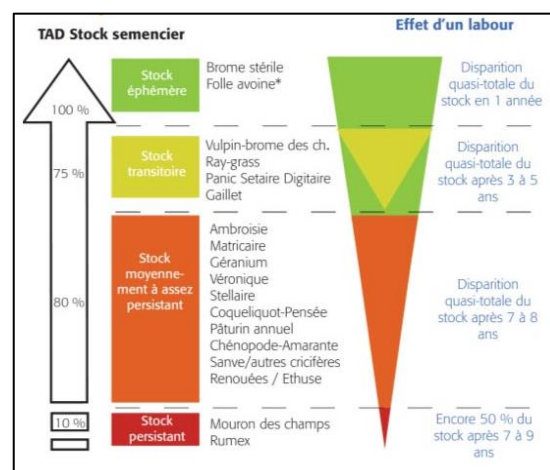 TAD Stock semencier
Effet d'un labour
100 %
Stock
éphémère
Brome stérile
Folle avoine*
Disparition
quasi-totale du
stock en 1 année
75 %
Stock
transitoire
Vulpin-brome des ch.
Ray-grass
Panic Setaire Digitaire
Gaillet
Disparition
quasi-totale du
stock après 3 à 5
ans
80 %
Stock
moyenne-
ment à assez
persistant
Ambroisie
Matricaire
Géranium
Véronique
Stellaire
Coqueliquot-Pensée
Pâturin annuel
Chénopode-Amarante
Sanve/autres cricifères
Renouées / Ethuse
Disparition
quasi-totale du
stock après 7 à 8
ans
10 %
Stock
persistant
Mouron des champs
Rumex
Encore 50 % du
stock après 7 à 9
ans